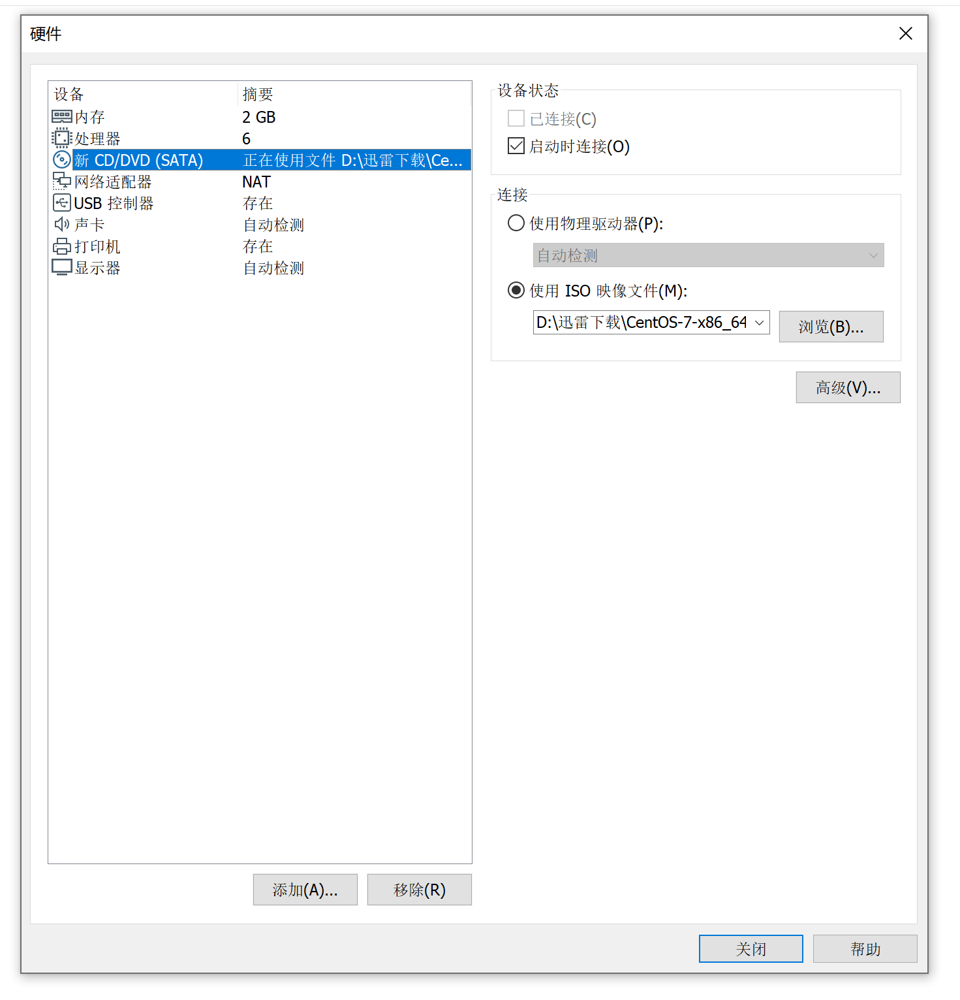 硬件
设备 摘要
内存 2 GB
处理器 6
新 CD/DVD (SATA) 正在使用文件 D:\迅雷下载\Ce...
网络适配器 NAT
USB 控制器 存在
声卡 自动检测
打印机 存在
显示器 自动检测
添加(A)... 移除(R)
设备状态
已连接(C)
启动时连接(O)
连接
使用物理驱动器(P):
自动检测
使用 ISO 映像文件(M):
D:\迅雷下载\CentOS-7-x86_64 浏览(B)...
高级(V)...
关闭 帮助